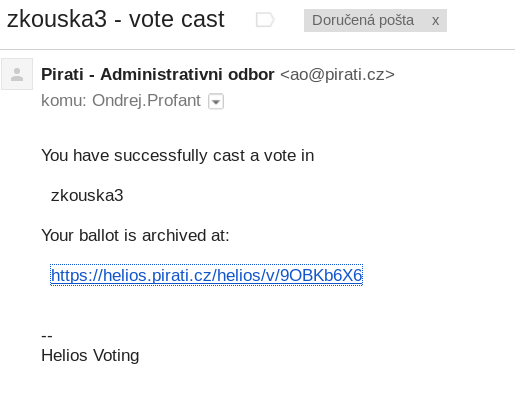 zkouska3 - vote cast
Doručená pošta x
Pirati - Administrativni odbor <ao@pirati.cz>
komu: Ondrej.Profant
You have successfully cast a vote in
zkouska3
Your ballot is archived at:
https://helios.pirati.cz/helios/v/9OBKb6X6
--
Helios Voting